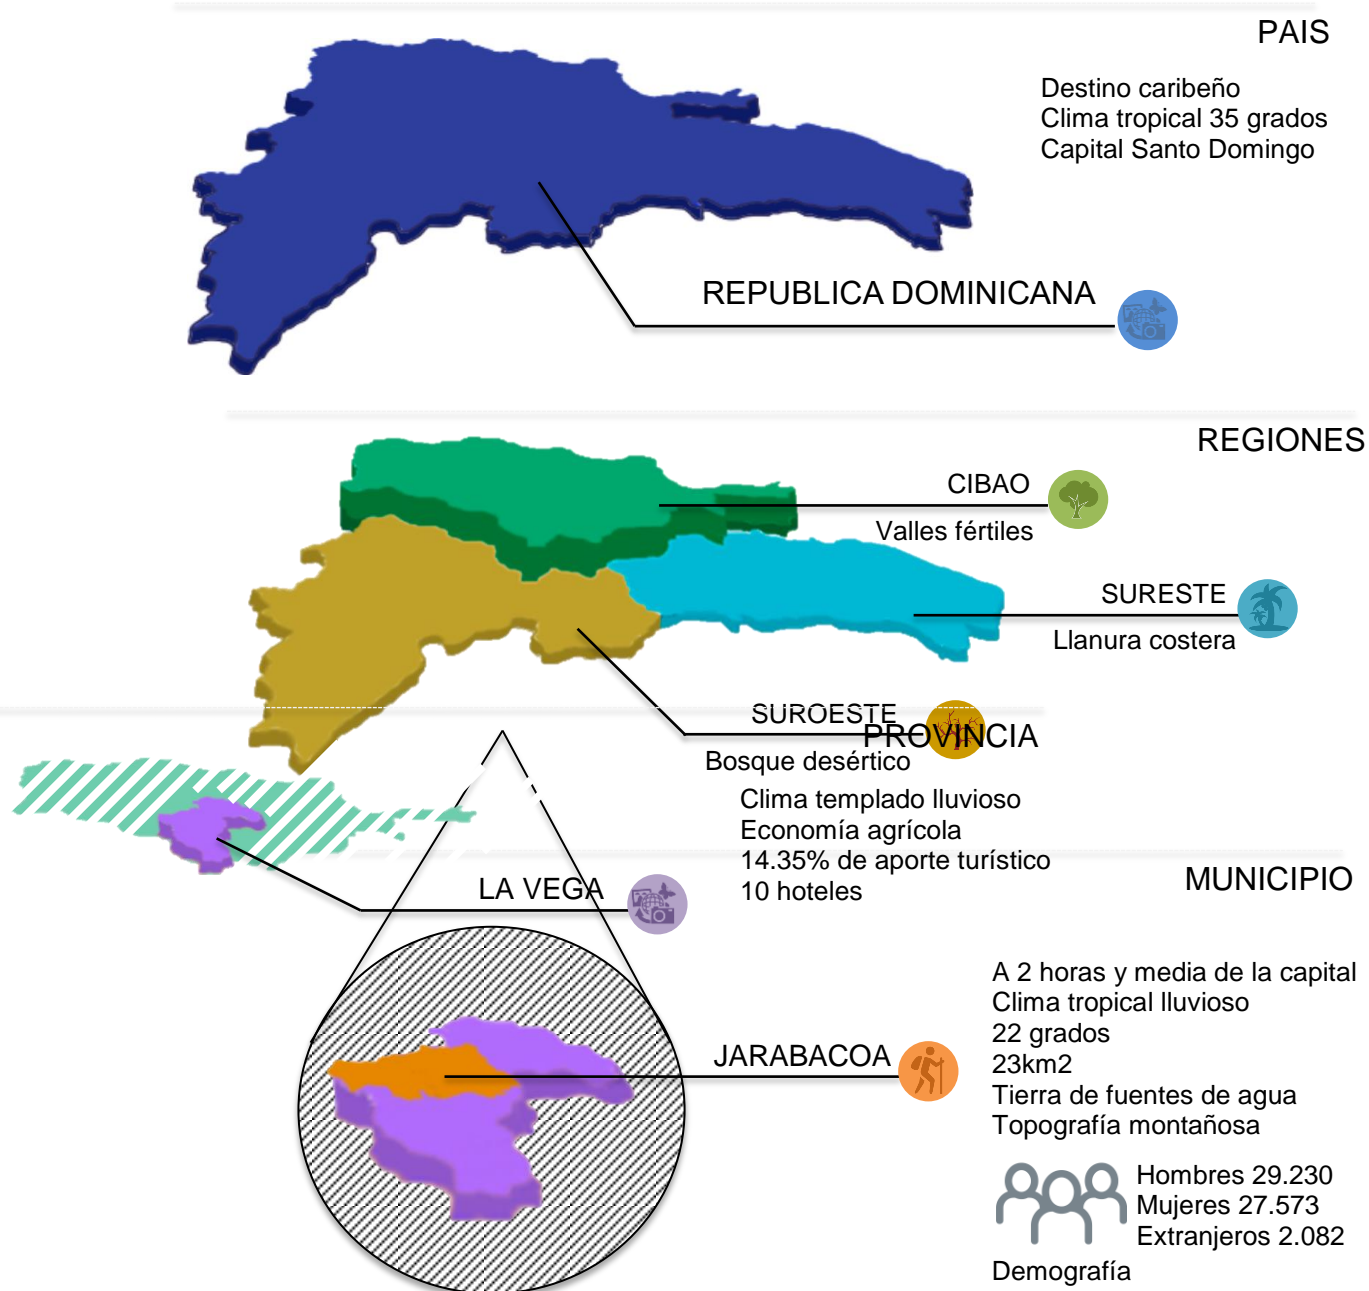 PAIS
Destino caribeño
Clima tropical 35 grados
Capital Santo Domingo
REPUBLICA DOMINICANA
REGIONES
CIBAO
Valles fértiles
SURESTE
Llanura costera
SUROESTE
Bosque desértico
PROVINCIA
Clima templado lluvioso
Economía agrícola
14.35% de aporte turístico
10 hoteles
LA VEGA
MUNICIPIO
A 2 horas y media de la capital
Clima tropical lluvioso
22 grados
23km2
Tierra de fuentes de agua
Topografía montañosa
JARABACOA
Hombres 29.230
Mujeres 27.573
Extranjeros 2.082
Demografía